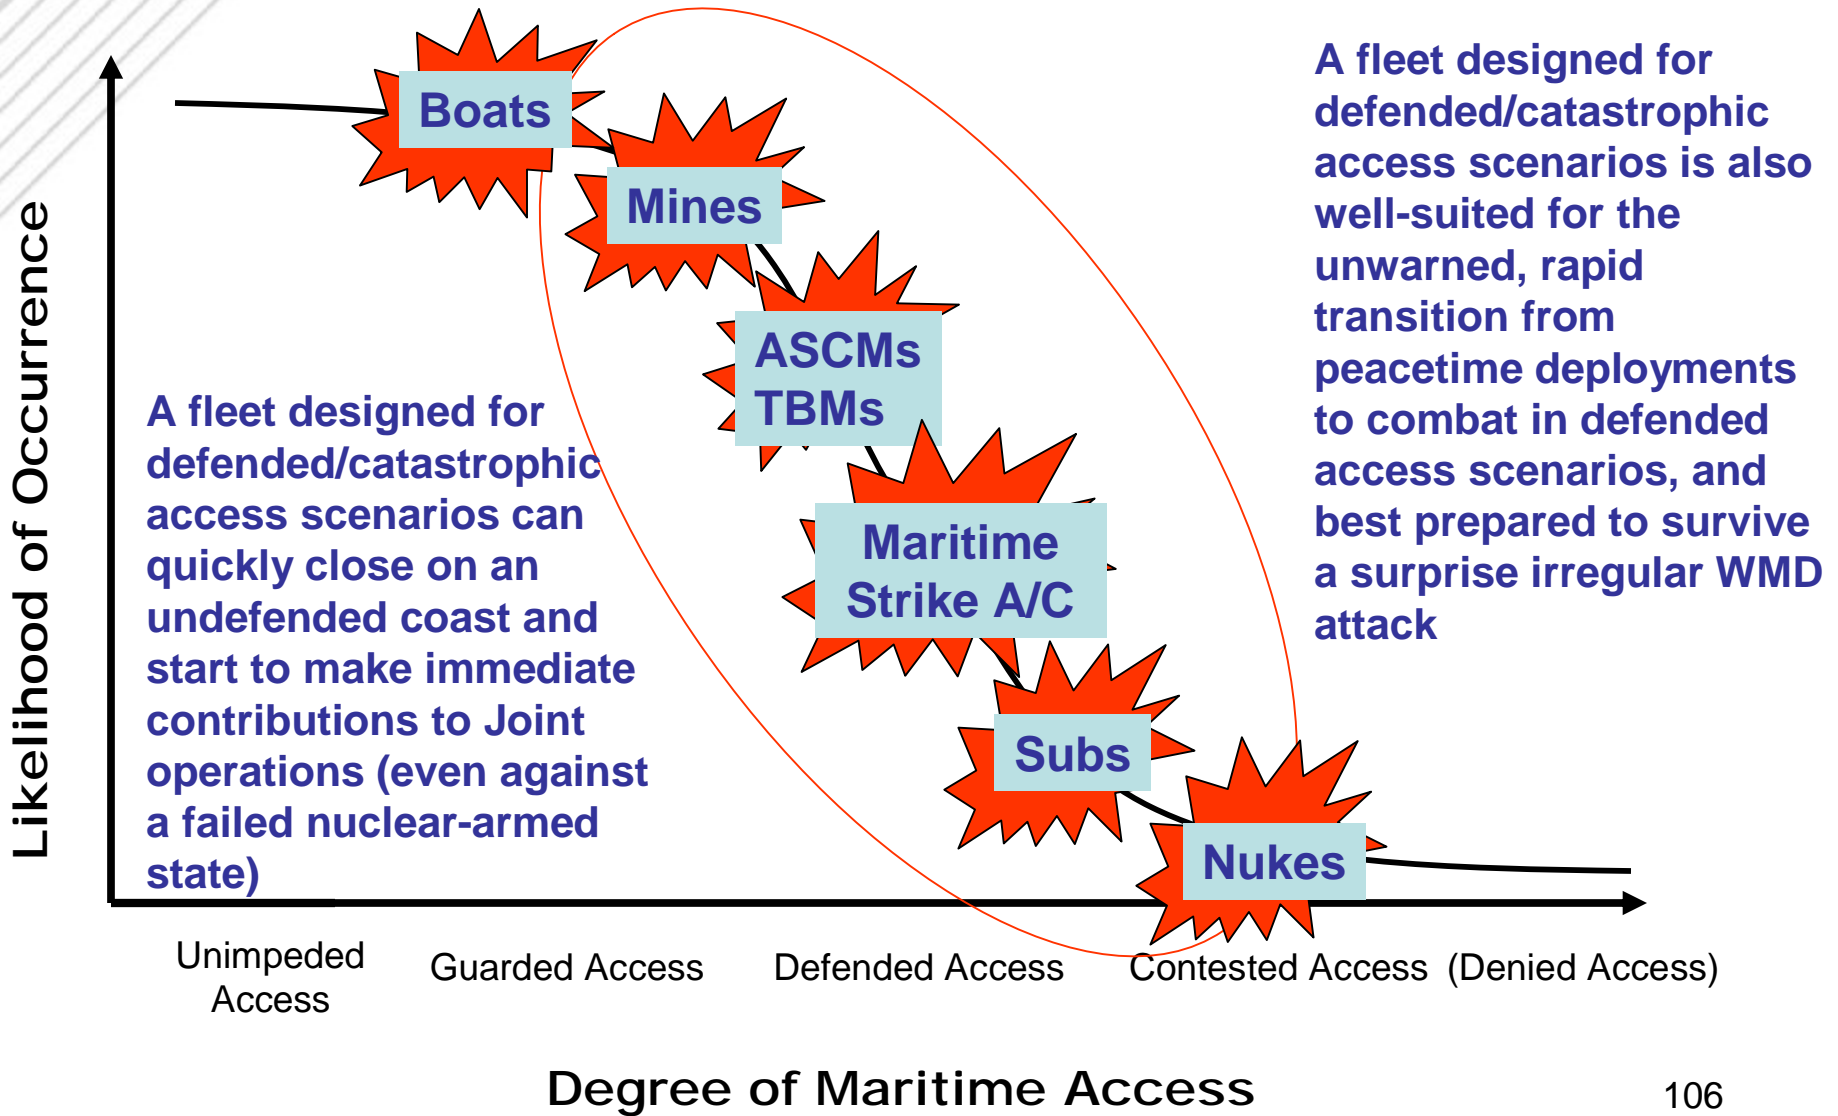 Likelihood of Occurrence
Boats
Mines
ASCMs
TBMs
Maritime
Strike A/C
Subs
Nukes
A fleet designed for
defended/catastrophic
access scenarios can
quickly close on an
undefended coast and
start to make immediate
contributions to Joint
operations (even against
a failed nuclear-armed
state)
A fleet designed for
defended/catastrophic
access scenarios is also
well-suited for the
unwarned, rapid
transition from
peacetime deployments
to combat in defended
access scenarios, and
best prepared to survive
a surprise irregular WMD
attack
Unimpeded
Access
Guarded Access
Defended Access
Contested Access
(Denied Access)
Degree of Maritime Access
106